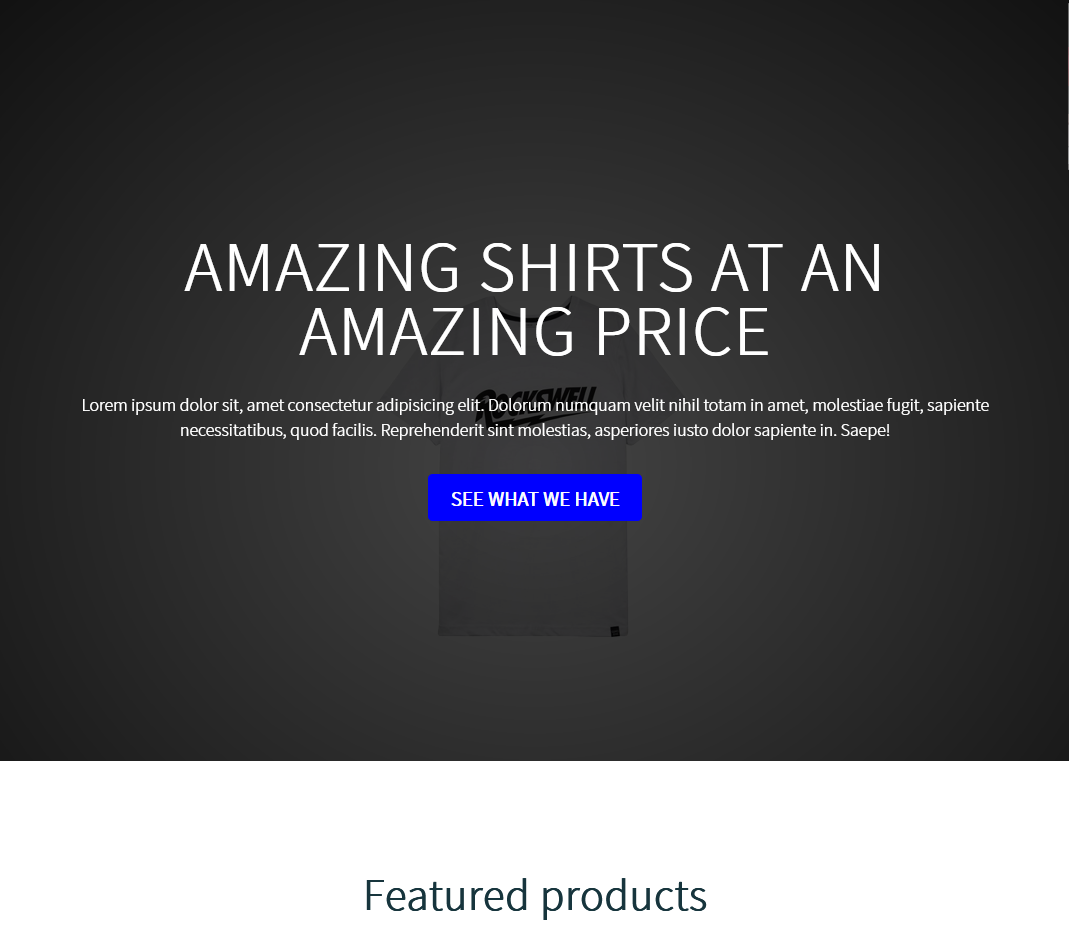 AMAZING SHIRTS AT AN
AMAZING PRICE
ROCKSWELL
Lorem ipsum dolor sit, amet consectetur adipisicing elit. Dolorum numquam velit nihil totam in amet, molestiae fugit, sapiente
necessitatibus, quod facilis. Reprehenderit sint molestias, asperiores iusto dolor sapiente in. Saepe!
SEE WHAT WE HAVE
Featured products